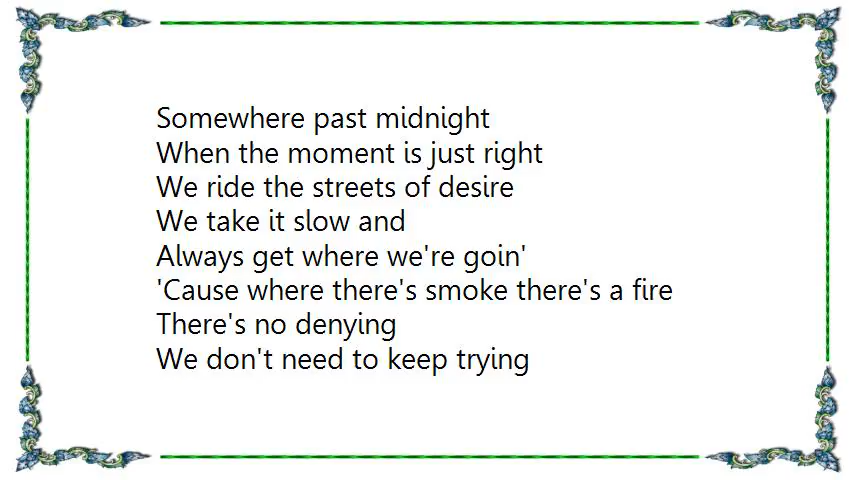 Somewhere past midnight
When the moment is just right
We ride the streets of desire
We take it slow and
Always get where we're goin'
'Cause where there's smoke there's a fire
There's no denying
We don't need to keep trying